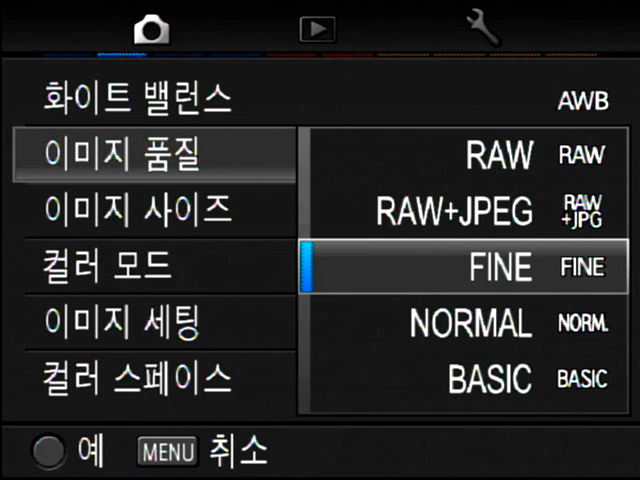 화이트 밸런스 AWB
이미지 품질 RAW RAW
이미지 사이즈 RAW+JPEG RAW +JPG
컬러 모드 FINE FINE
이미지 세팅 NORMAL NORM.
컬러 스페이스 BASIC BASIC
예 MENU 취소